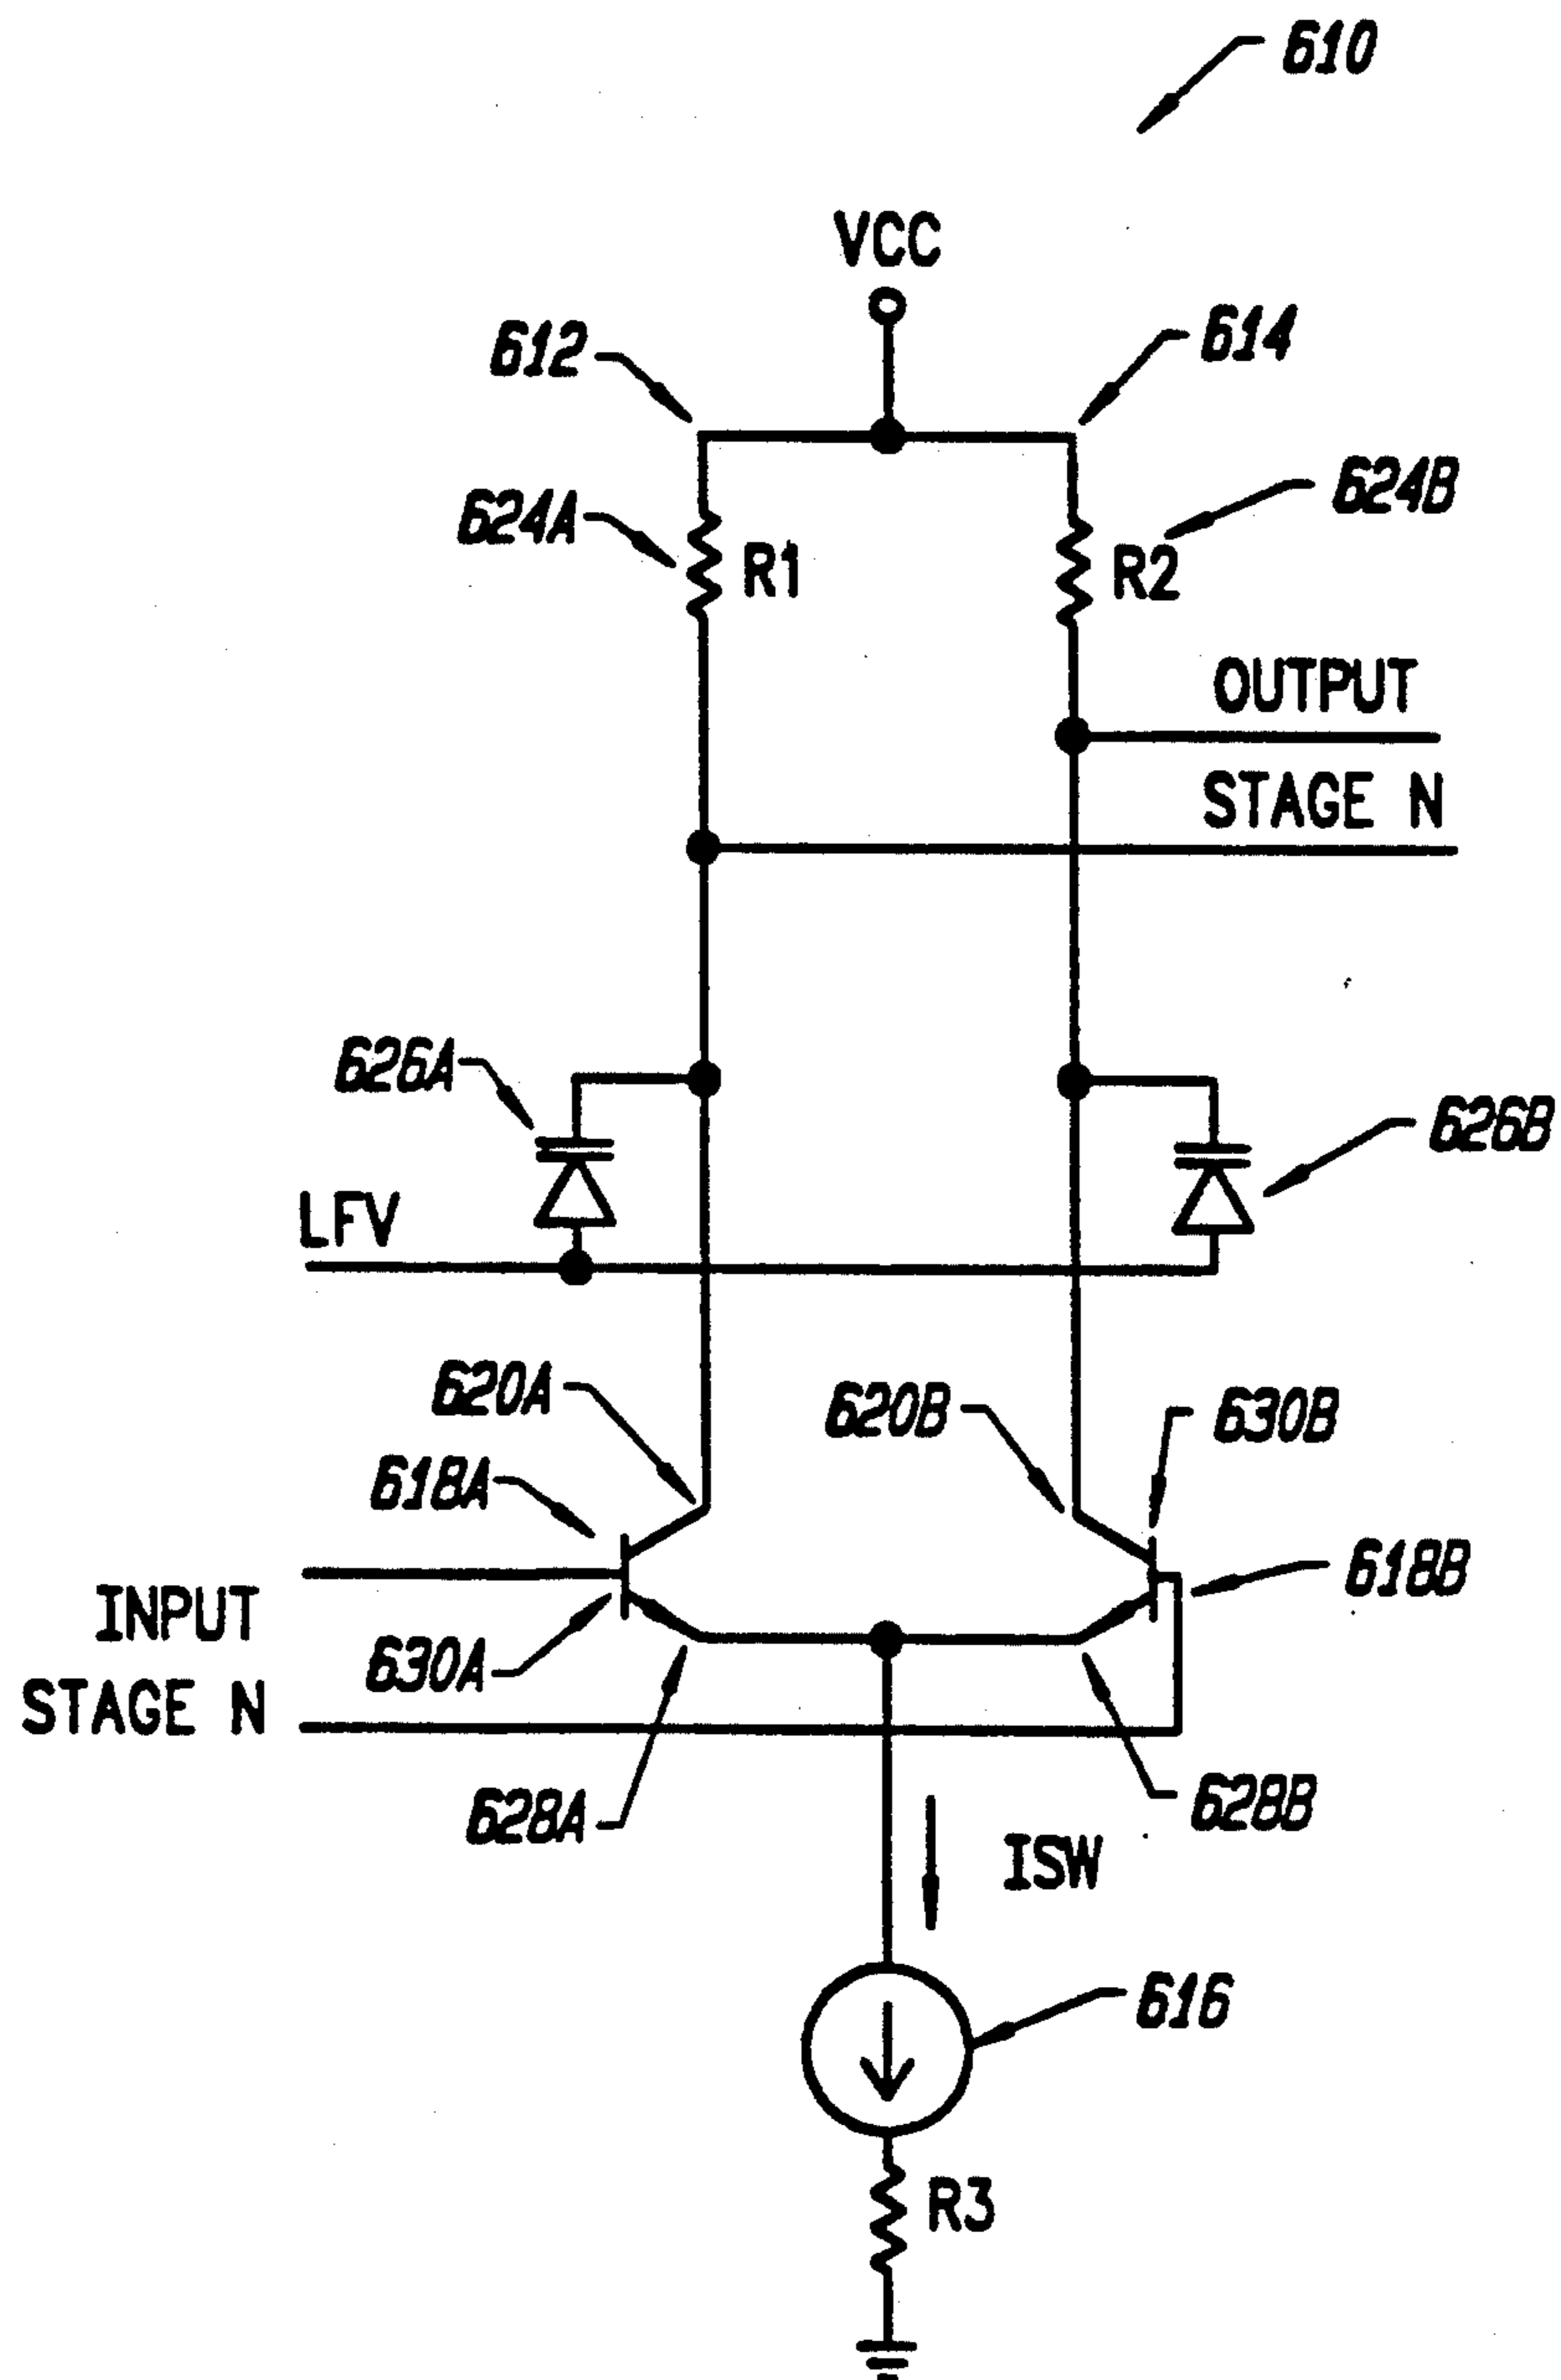 610
VCC
612
614
624A
R1
R2
624B
OUTPUT
STAGE N
626A
626B
LFV
620A
620B
630B
618A
618B
INPUT
STAGE N
630A
628A
628B
ISW
616
R3